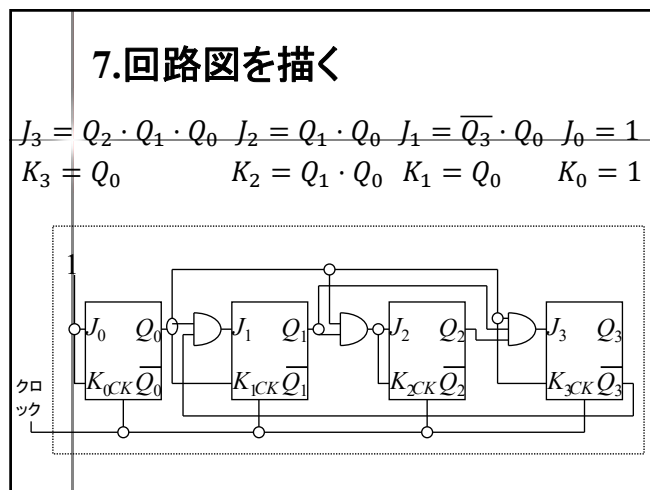 7.回路図を描く
J₃ = Q₂ · Q₁ · Q₀ J₂ = Q₁ · Q₀ J₁ = Q̅₃ · Q₀ J₀ = 1
K₃ = Q₀ K₂ = Q₁ · Q₀ K₁ = Q₀ K₀ = 1
1
J₀ Q₀ J₁ Q₁ J₂ Q₂ J₃ Q₃
K₀CK Q̅₀ K₁CK Q̅₁ K₂CK Q̅₂ K₃CK Q̅₃
クロ
ック